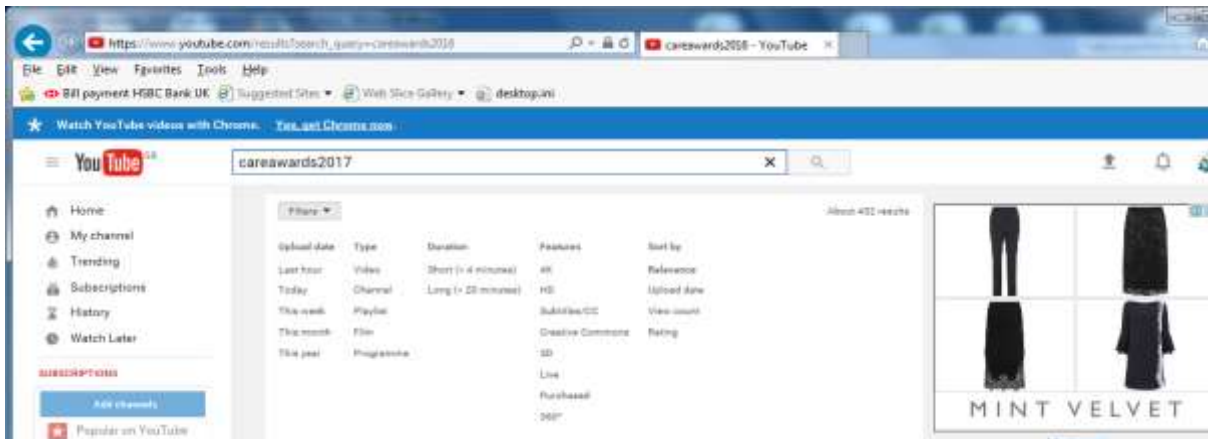 https://www.youtube.com/results?search_query=careawards2018
careawards2018 - YouTube
File Edit View Favorites Tools Help
Bill payment HSBC Bank UK Suggested Sites Web Slice Gallery desktop.ini
Watch YouTube videos with Chrome. Yes, get Chrome now.
YouTube GB careawards2017
Home
My channel
Trending
Subscriptions
History
Watch Later
SUBSCRIPTIONS
Add channels
Popular on YouTube
Filters About 402 results
Upload date Type Duration Features Sort by
Last hour Video Short (< 4 minutes) 4K Relevance
Today Channel Long (> 20 minutes) HD Upload date
This week Playlist Subtitles/CC View count
This month Film Creative Commons Rating
This year Programme 3D
Live
Purchased
360°
MINT VELVET